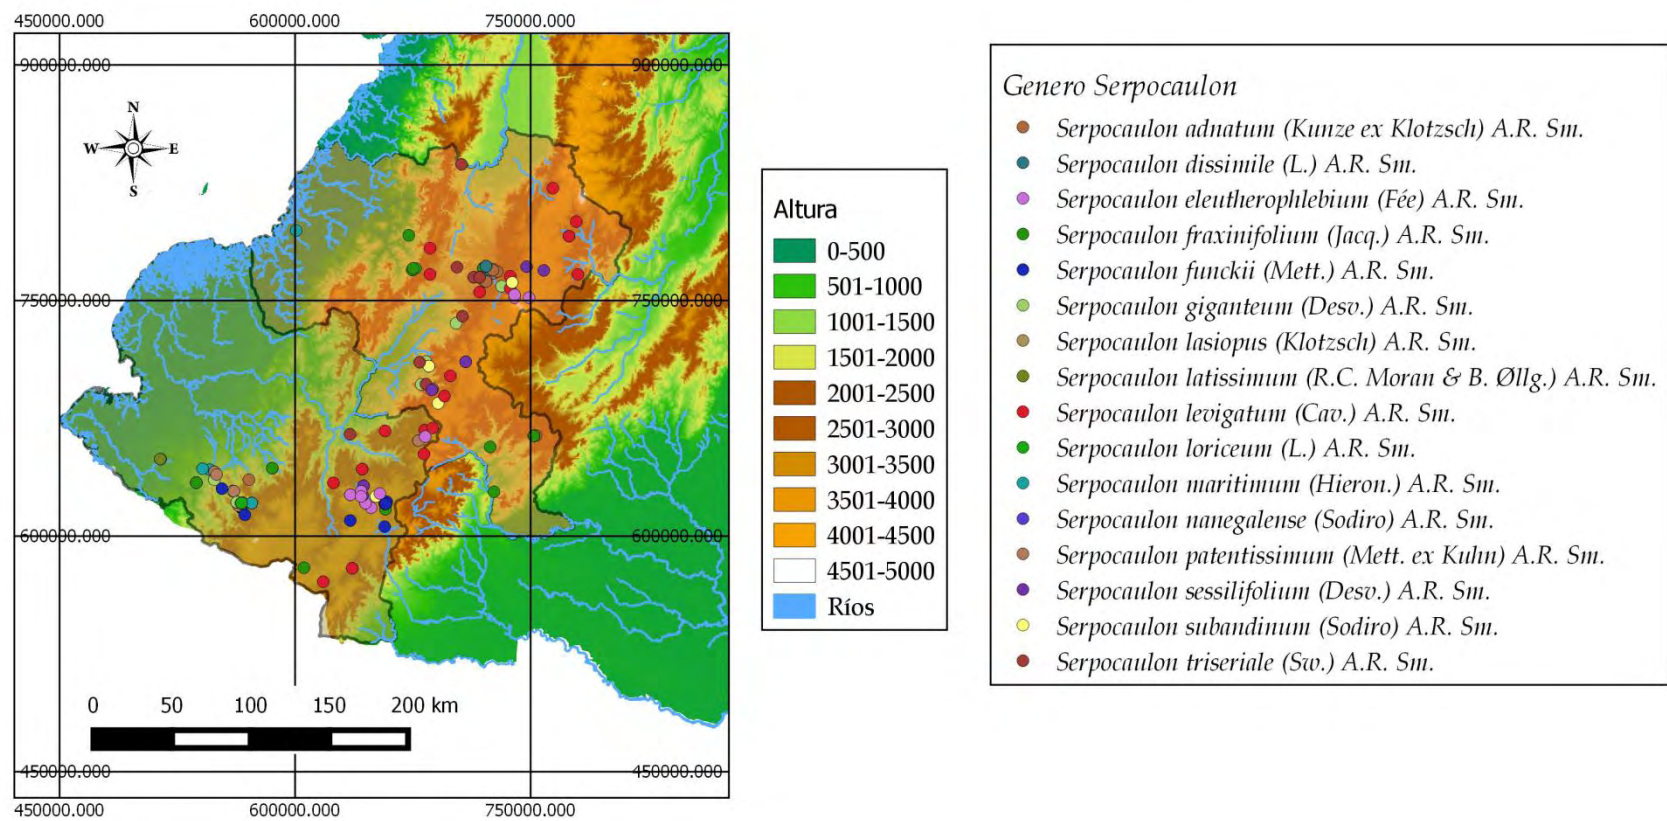 450000.000 600000.000 750000.000
900000.000 900000.000
N
W E
S
750000.000 750000.000
600000.000 600000.000
0 50 100 150 200 km
450000.000 450000.000
450000.000 600000.000 750000.000
Altura
0-500
501-1000
1001-1500
1501-2000
2001-2500
2501-3000
3001-3500
3501-4000
4001-4500
4501-5000
Ríos
Genero Serpocaulon
Serpocaulon adnatum (Kunze ex Klotzsch) A.R. Sm.
Serpocaulon dissimile (L.) A.R. Sm.
Serpocaulon eleutherophlebium (Fée) A.R. Sm.
Serpocaulon fraxinifolium (Jacq.) A.R. Sm.
Serpocaulon funckii (Mett.) A.R. Sm.
Serpocaulon giganteum (Desv.) A.R. Sm.
Serpocaulon lasiopus (Klotzsch) A.R. Sm.
Serpocaulon latissimum (R.C. Moran & B. Øllg.) A.R. Sm.
Serpocaulon levigatum (Cav.) A.R. Sm.
Serpocaulon loriceum (L.) A.R. Sm.
Serpocaulon maritimum (Hieron.) A.R. Sm.
Serpocaulon nanegalense (Sodiro) A.R. Sm.
Serpocaulon patentissimum (Mett. ex Kuhn) A.R. Sm.
Serpocaulon sessilifolium (Desv.) A.R. Sm.
Serpocaulon subandinum (Sodiro) A.R. Sm.
Serpocaulon triseriale (Sw.) A.R. Sm.